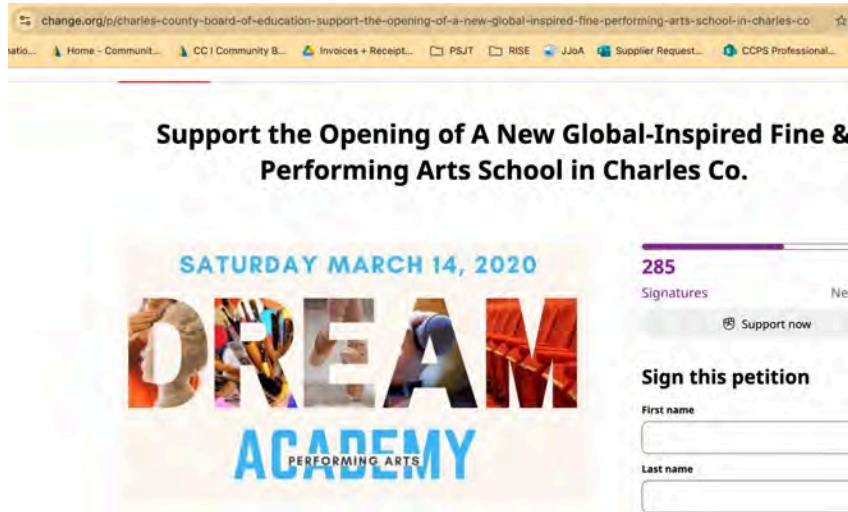 change.org/p/charles-county-board-of-education-support-the-opening-of-a-new-global-inspired-fine-performing-arts-school-in-charles-co
natio... Home - Communit... CC I Community B... Invoices + Receipt... PSJT RISE JJoA Supplier Request... CCPS Professional...
Support the Opening of A New Global-Inspired Fine &
Performing Arts School in Charles Co.
SATURDAY MARCH 14, 2020
DREAM
ACADEMY
PERFORMING ARTS
285
Signatures Ne
Support now
Sign this petition
First name
Last name